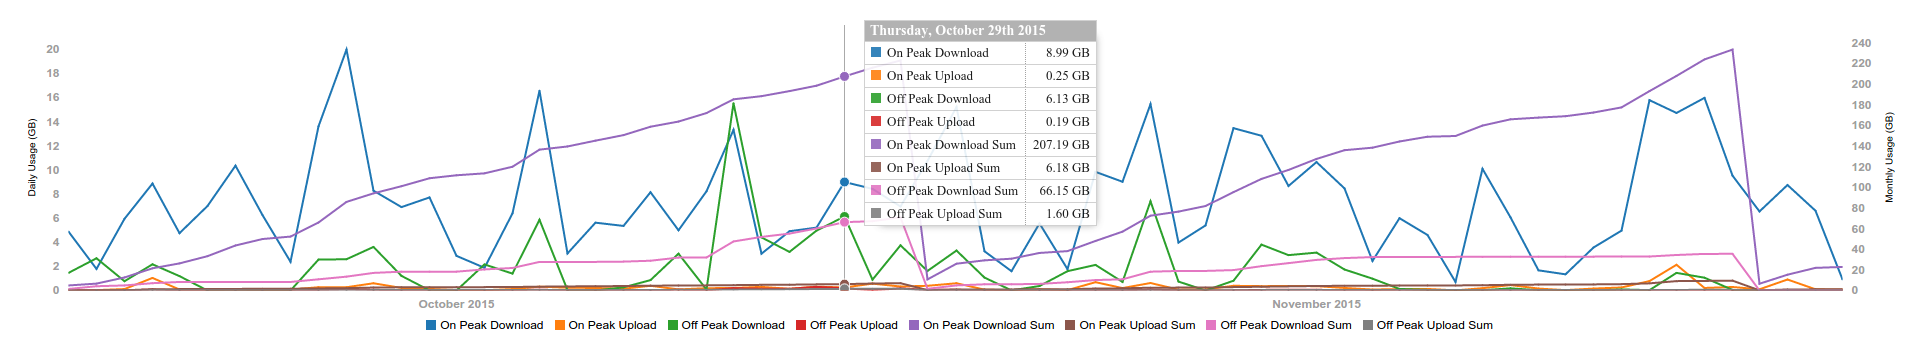 Thursday, October 29th 2015
On Peak Download 8.99 GB
On Peak Upload 0.25 GB
Off Peak Download 6.13 GB
Off Peak Upload 0.19 GB
On Peak Download Sum 207.19 GB
On Peak Upload Sum 6.18 GB
Off Peak Download Sum 66.15 GB
Off Peak Upload Sum 1.60 GB
Daily Usage (GB)
20
18
16
14
12
10
8
6
4
2
0
Monthly Usage (GB)
240
220
200
180
160
140
120
100
80
60
40
20
0
October 2015 November 2015
On Peak Download On Peak Upload Off Peak Download Off Peak Upload On Peak Download Sum On Peak Upload Sum Off Peak Download Sum Off Peak Upload Sum